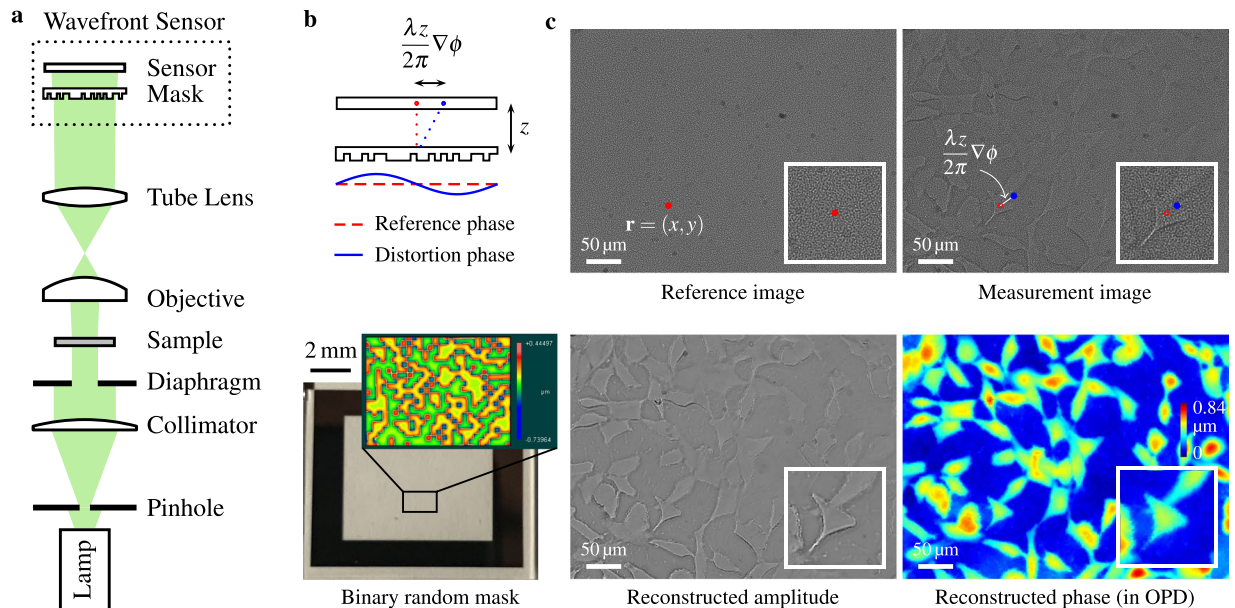 a
Wavefront Sensor
Sensor
Mask
Tube Lens
Objective
Sample
Diaphragm
Collimator
Pinhole
Lamp
b
λz/2π ∇ϕ
z
Reference phase
Distortion phase
2 mm
+0.44497
μm
-0.73964
Binary random mask
c
r = (x, y)
50 μm
Reference image
λz/2π ∇ϕ
50 μm
Measurement image
50 μm
Reconstructed amplitude
0.84
μm
0
50 μm
Reconstructed phase (in OPD)